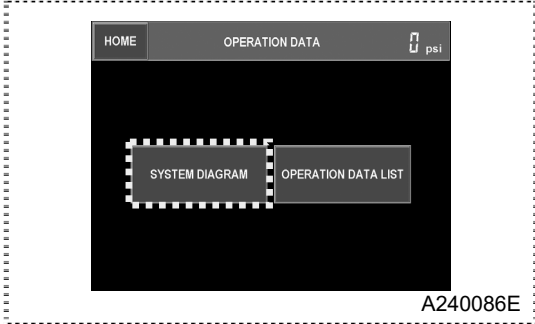 HOME OPERATION DATA 0 psi
SYSTEM DIAGRAM OPERATION DATA LIST
A240086E